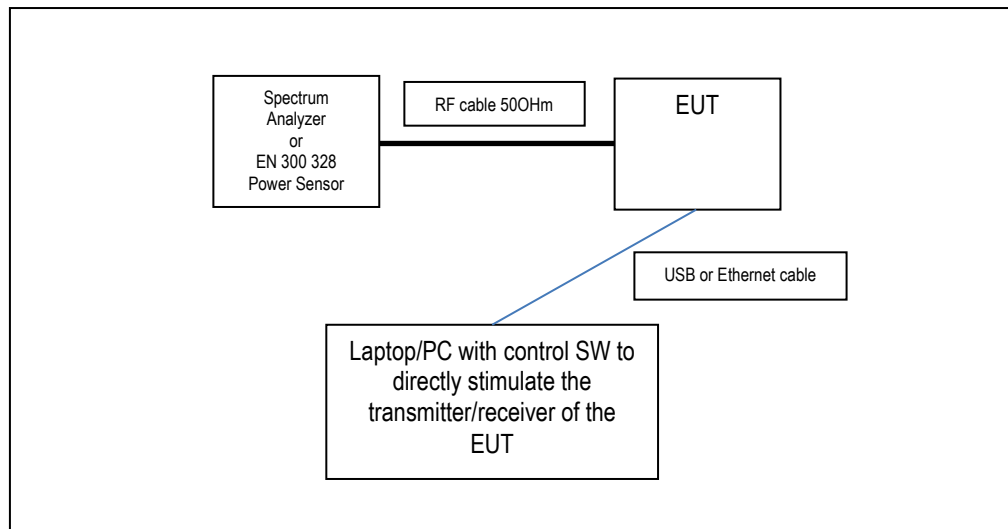 Spectrum
Analyzer
or
EN 300 328
Power Sensor
RF cable 50OHm
EUT
USB or Ethernet cable
Laptop/PC with control SW to
directly stimulate the
transmitter/receiver of the
EUT